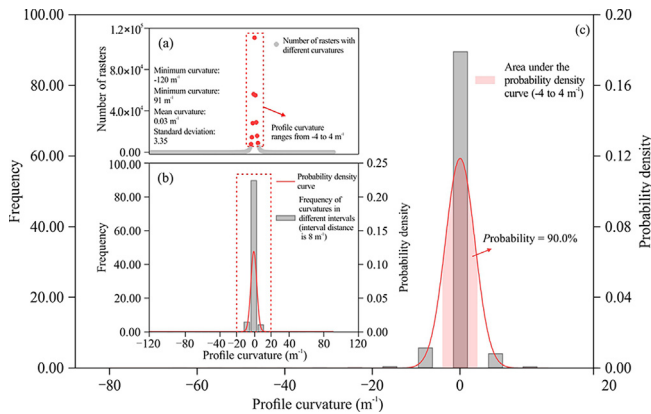 (a)
Number of rasters with
different curvatures
Minimum curvature:
-120 m⁻¹
Minimum curvature:
91 m⁻¹
Mean curvature:
0.03 m⁻¹
Standard deviation:
3.35
Profile curvature
ranges from -4 to 4 m⁻¹
Number of rasters
1.2×10⁵
8.0×10⁴
4.0×10⁴
0.00
(b)
Probability density
curve
Frequency of
curvatures in
different intervals
(interval distance
is 8 m⁻¹)
Frequency
100.00
80.00
60.00
40.00
20.00
0.00
0.25
0.20
0.15
0.10
0.05
0.00
Probability density
-120
-80
-40
-20
0
20
40
80
120
Profile curvature (m⁻¹)
(c)
Area under the
probability density
curve (-4 to 4 m⁻¹)
Probability = 90.0%
Frequency
100.00
80.00
60.00
40.00
20.00
0.00
0.20
0.16
0.12
0.08
0.04
0.00
Probability density
−80
−60
−40
−20
0
20
Profile curvature (m⁻¹)